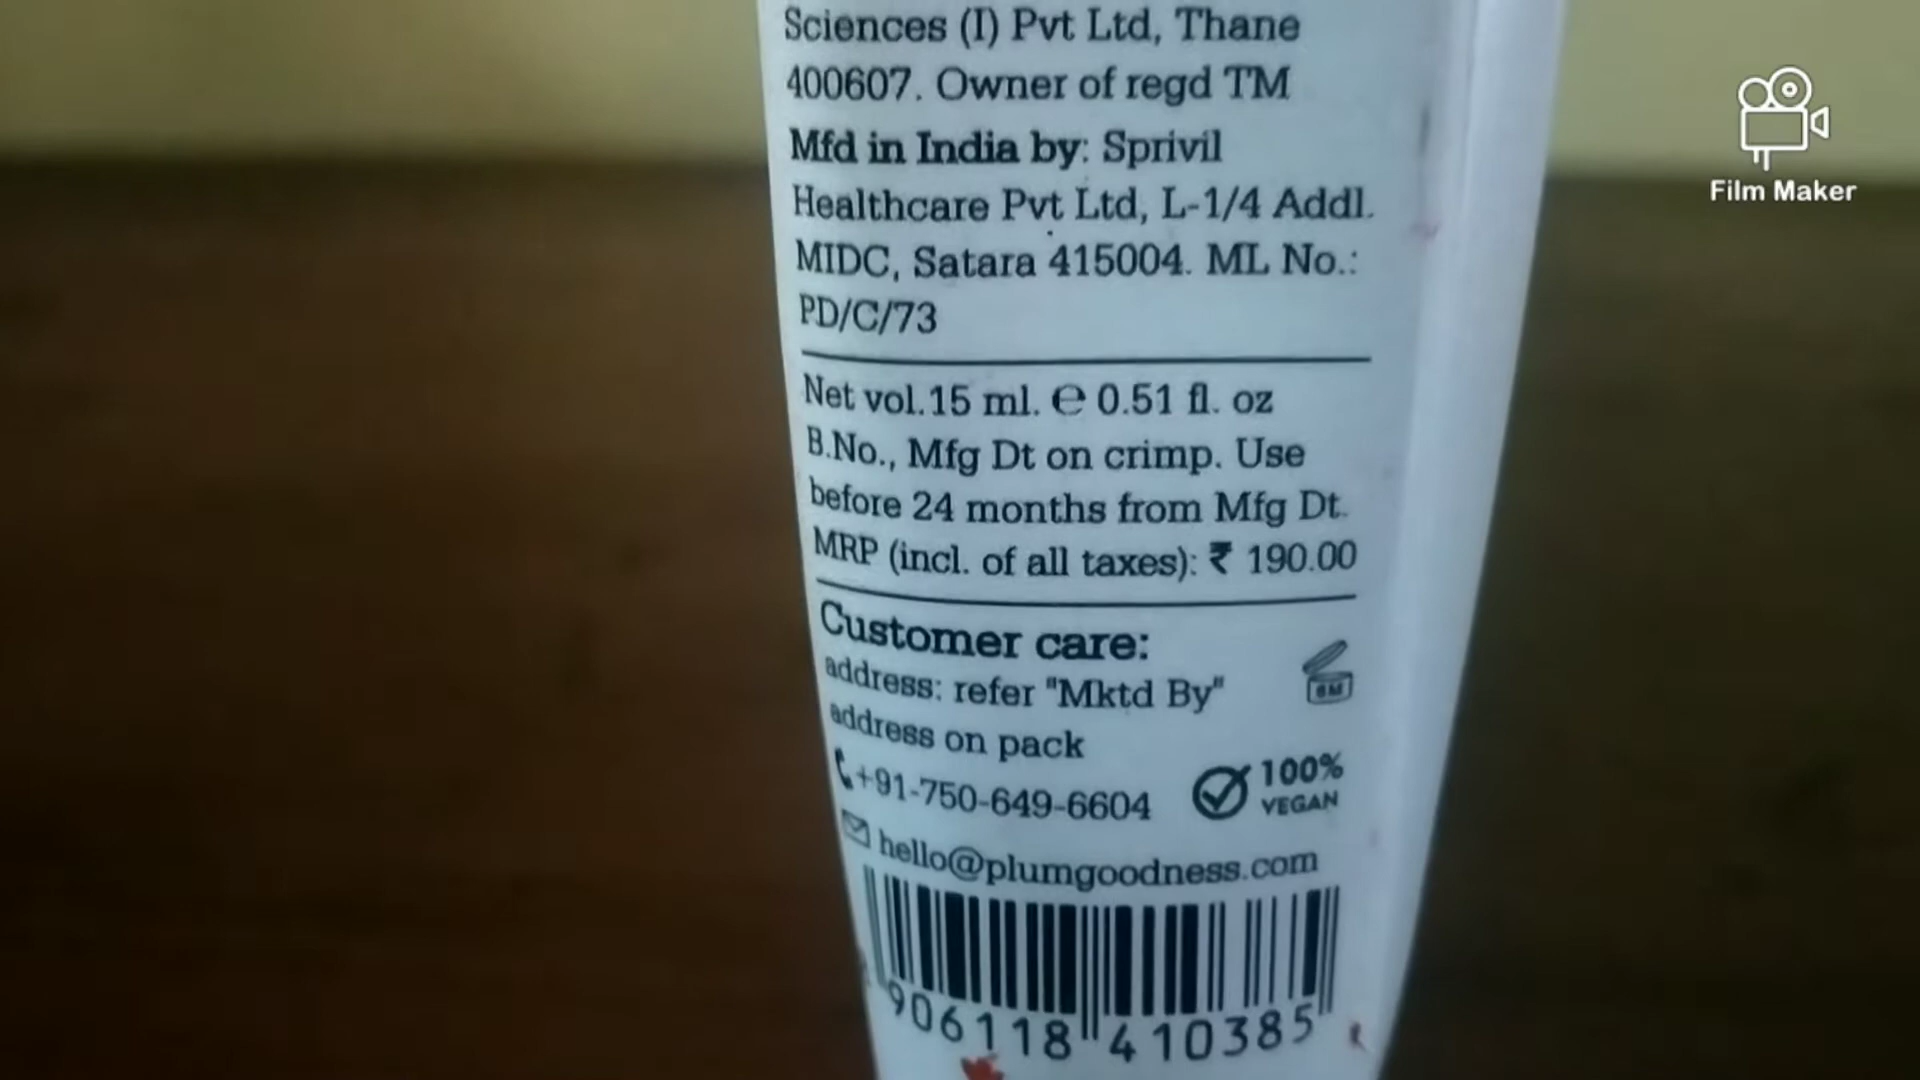 Sciences (I) Pvt Ltd, Thane
400607. Owner of regd TM
Mfd in India by: Sprivil
Healthcare Pvt Ltd, L-1/4 Addl.
MIDC, Satara 415004. ML No.:
PD/C/73
Net vol.15 ml. ℮ 0.51 fl. oz
B.No., Mfg Dt on crimp. Use
before 24 months from Mfg Dt.
MRP (incl. of all taxes): ₹ 190.00
Customer care:
address: refer "Mktd By"
address on pack
6M
+91-750-649-6604
100%
VEGAN
hello@plumgoodness.com
906118 410385
Film Maker